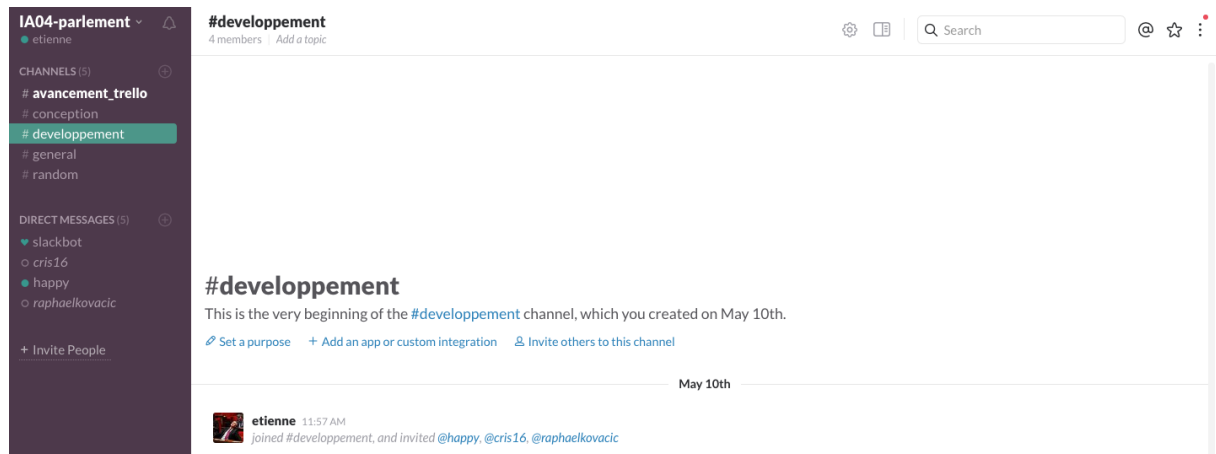 IA04-parlement
etienne
CHANNELS (5)
# avancement_trello
# conception
# developpement
# general
# random
DIRECT MESSAGES (5)
slackbot
cris16
happy
raphaelkovacic
+ Invite People
#developpement
4 members | Add a topic
Search
#developpement
This is the very beginning of the #developpement channel, which you created on May 10th.
Set a purpose + Add an app or custom integration Invite others to this channel
May 10th
etienne 11:57 AM
joined #developpement, and invited @happy, @cris16, @raphaelkovacic